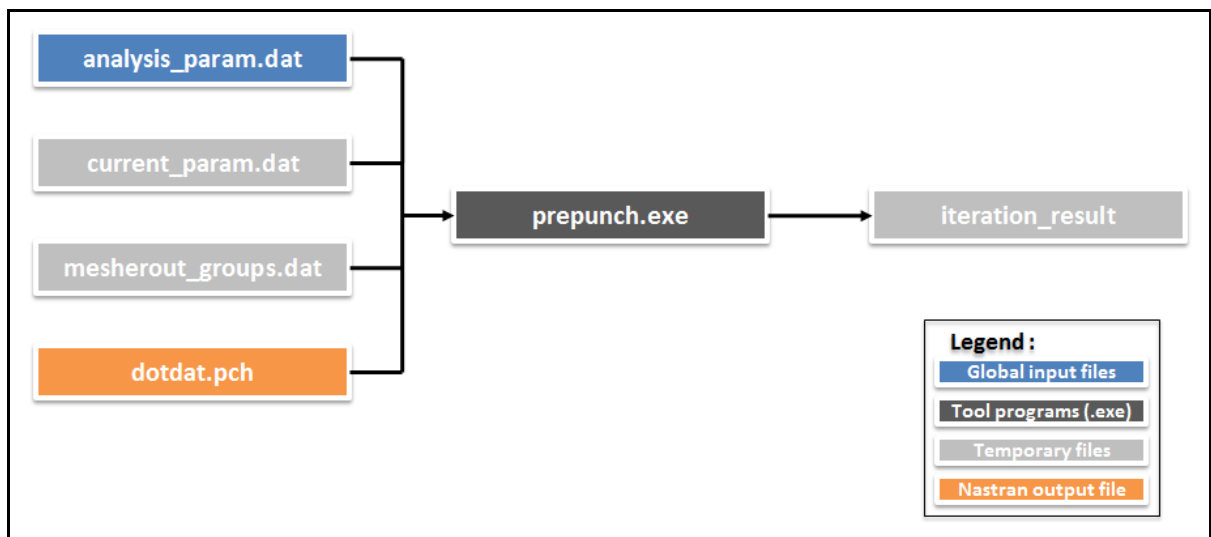 analysis_param.dat
current_param.dat
mesherout_groups.dat
dotdat.pch
prepunch.exe
iteration_result
Legend :
Global input files
Tool programs (.exe)
Temporary files
Nastran output file